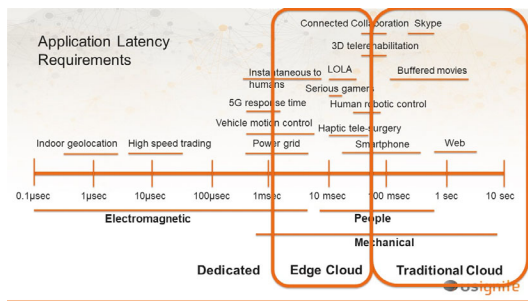 Application Latency
Requirements
Connected Collaboration
Skype
3D telerehabilitation
Instantaneous to
humans
LOLA
Buffered movies
Serious gamers
5G response time
Human robotic control
Vehicle motion control
Haptic tele-surgery
Indoor geolocation
High speed trading
Power grid
Smartphone
Web
0.1µsec
1µsec
10µsec
100µsec
1msec
10 msec
100 msec
1 sec
10 sec
Electromagnetic
People
Mechanical
Dedicated
Edge Cloud
Traditional Cloud
usignite